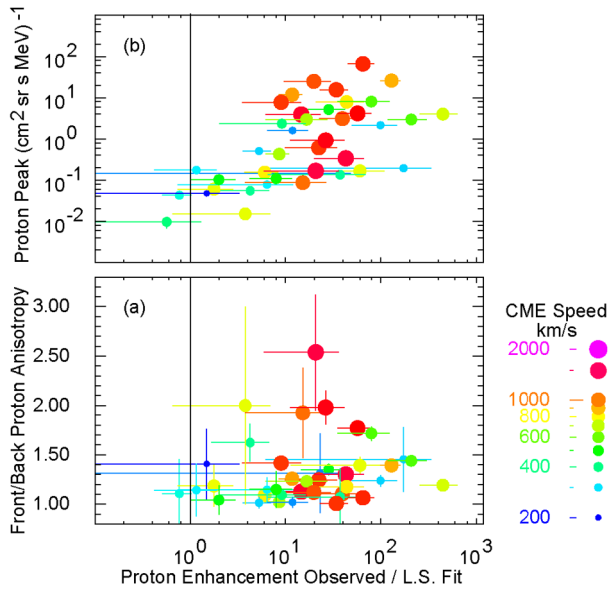 (b)
Proton Peak (cm² sr s MeV)⁻¹
10²
10¹
10⁰
10⁻¹
10⁻²
(a)
Front/Back Proton Anisotropy
3.00
2.50
2.00
1.50
1.00
10⁰ 10¹ 10² 10³
Proton Enhancement Observed / L.S. Fit
CME Speed
km/s
2000
1000
800
600
400
200